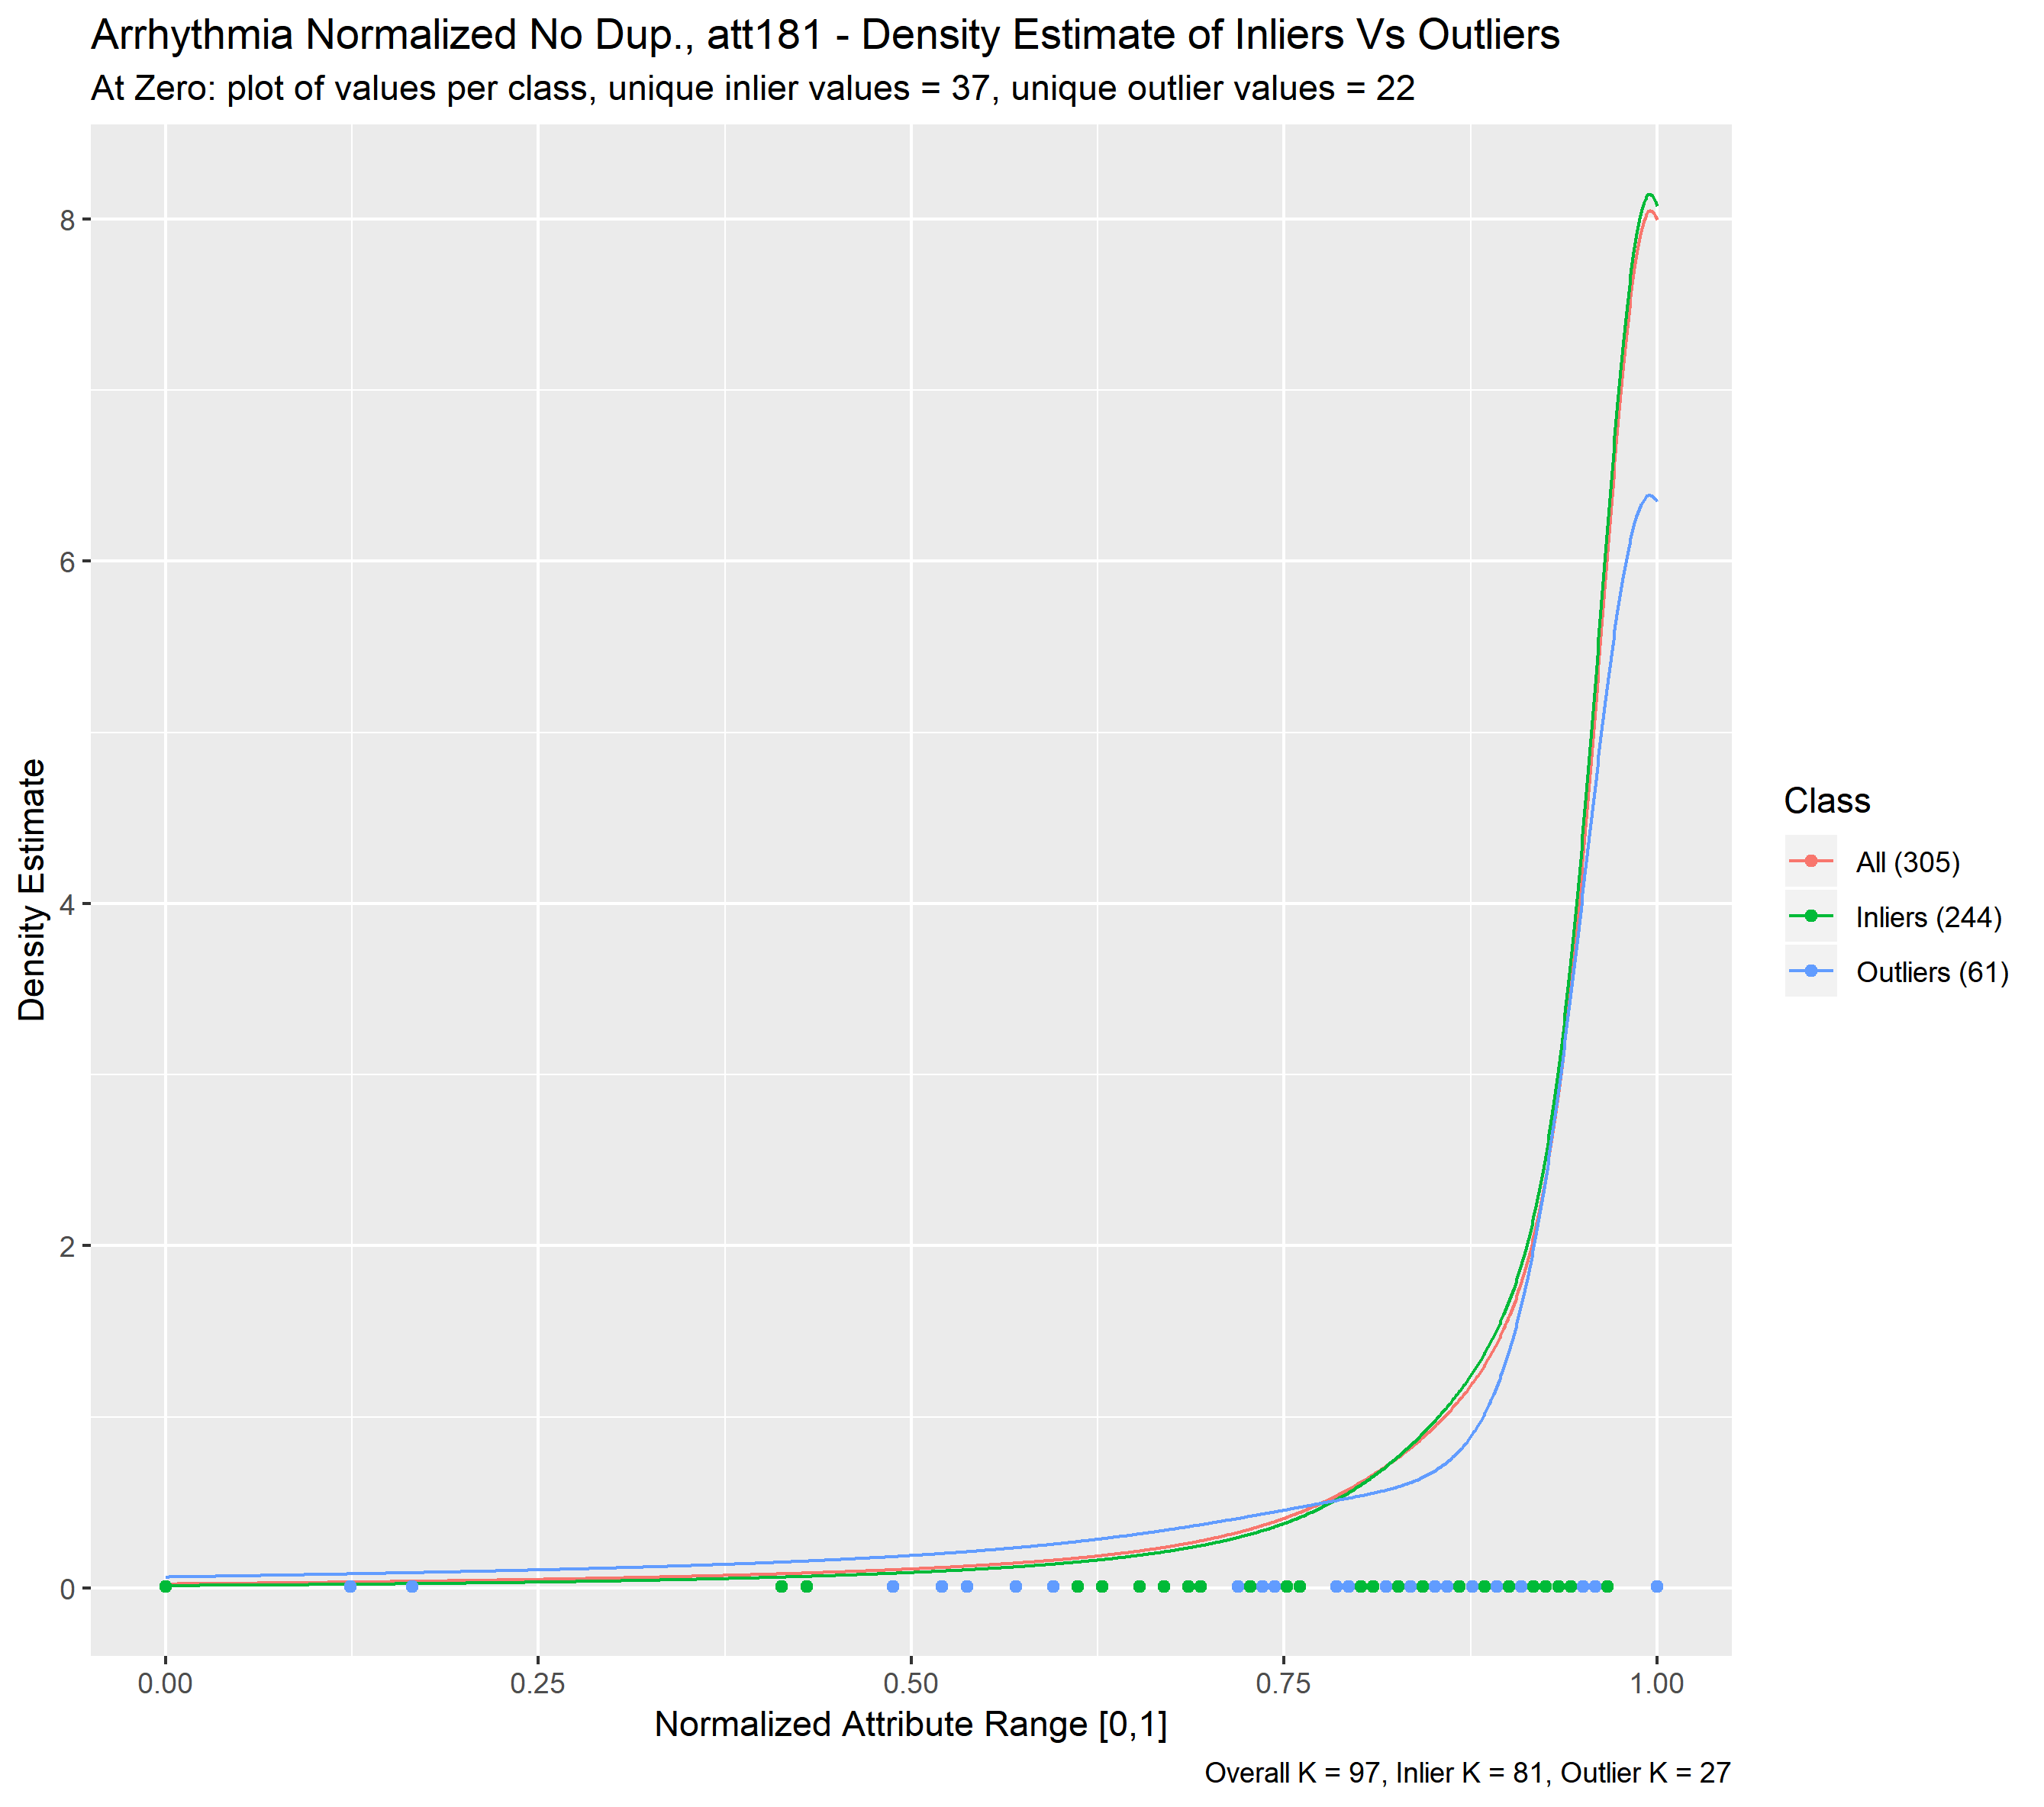 Arrhythmia Normalized No Dup., att181 - Density Estimate of Inliers Vs Outliers
At Zero: plot of values per class, unique inlier values = 37, unique outlier values = 22
8
6
4
2
0
Density Estimate
0.00 0.25 0.50 0.75 1.00
Normalized Attribute Range [0,1]
Class
All (305)
Inliers (244)
Outliers (61)
Overall K = 97, Inlier K = 81, Outlier K = 27